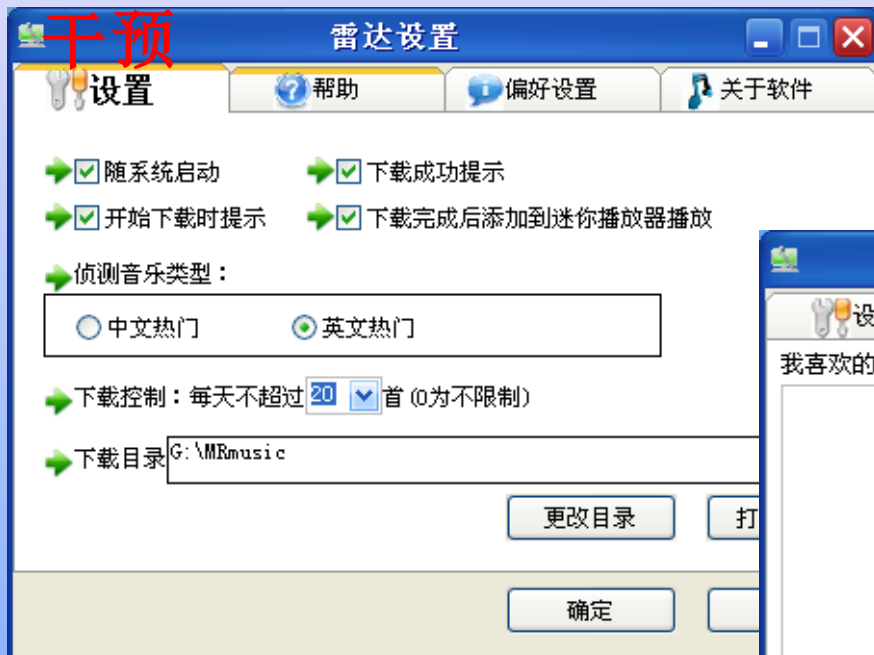 干预
雷达设置
设置 帮助 偏好设置 关于软件
随系统启动 下载成功提示
开始下载时提示 下载完成后添加到迷你播放器播放
侦测音乐类型：
中文热门 英文热门
下载控制：每天不超过 20 首 (0为不限制)
下载目录 G:\MRmusic
更改目录 打
确定
设
我喜欢的